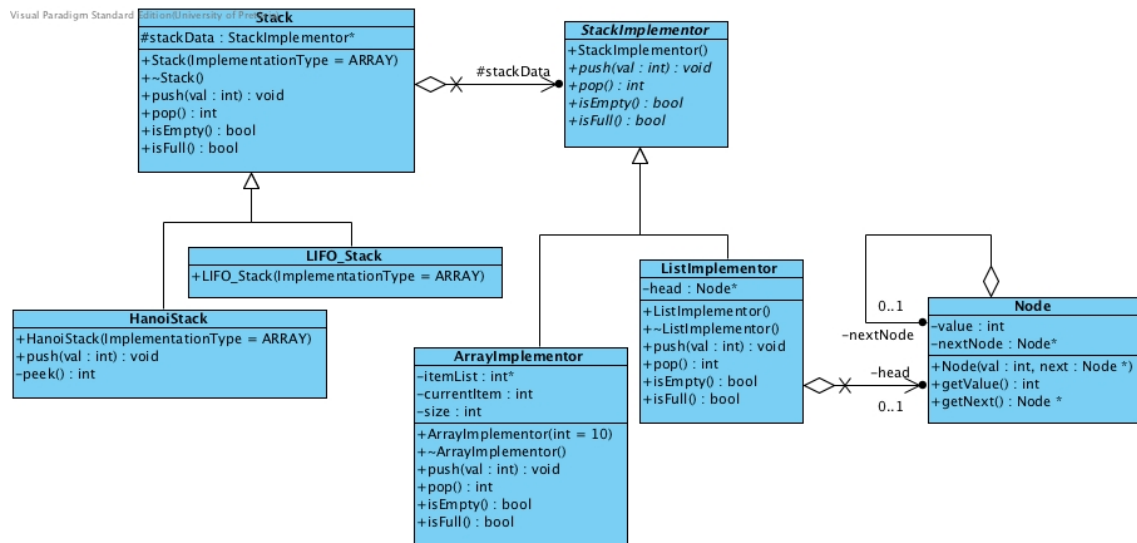 Visual Paradigm Standard Edition(University of Pretoria)
Stack
#stackData : StackImplementor*
+Stack(ImplementationType = ARRAY)
+~Stack()
+push(val : int) : void
+pop() : int
+isEmpty() : bool
+isFull() : bool
#stackData
StackImplementor
+StackImplementor()
+push(val : int) : void
+pop() : int
+isEmpty() : bool
+isFull() : bool
LIFO_Stack
+LIFO_Stack(ImplementationType = ARRAY)
HanoiStack
+HanoiStack(ImplementationType = ARRAY)
+push(val : int) : void
-peek() : int
ArrayImplementor
-itemList : int*
-currentItem : int
-size : int
+ArrayImplementor(int = 10)
+~ArrayImplementor()
+push(val : int) : void
+pop() : int
+isEmpty() : bool
+isFull() : bool
ListImplementor
-head : Node*
+ListImplementor()
+~ListImplementor()
+push(val : int) : void
+pop() : int
+isEmpty() : bool
+isFull() : bool
0..1
-nextNode
-head
0..1
Node
-value : int
-nextNode : Node*
+Node(val : int, next : Node *)
+getValue() : int
+getNext() : Node *